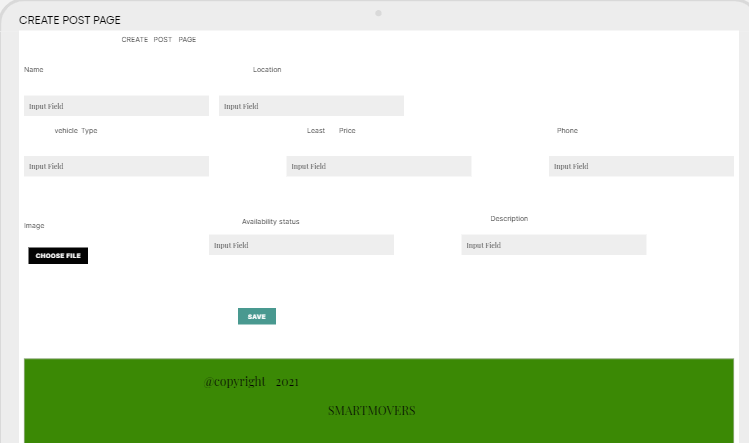 CREATE POST PAGE
CREATE POST PAGE
Name Location
Input Field Input Field
vehicle Type Least Price Phone
Input Field Input Field Input Field
Image Availability status Description
Input Field Input Field
CHOOSE FILE
SAVE
@copyright 2021
SMARTMOVERS